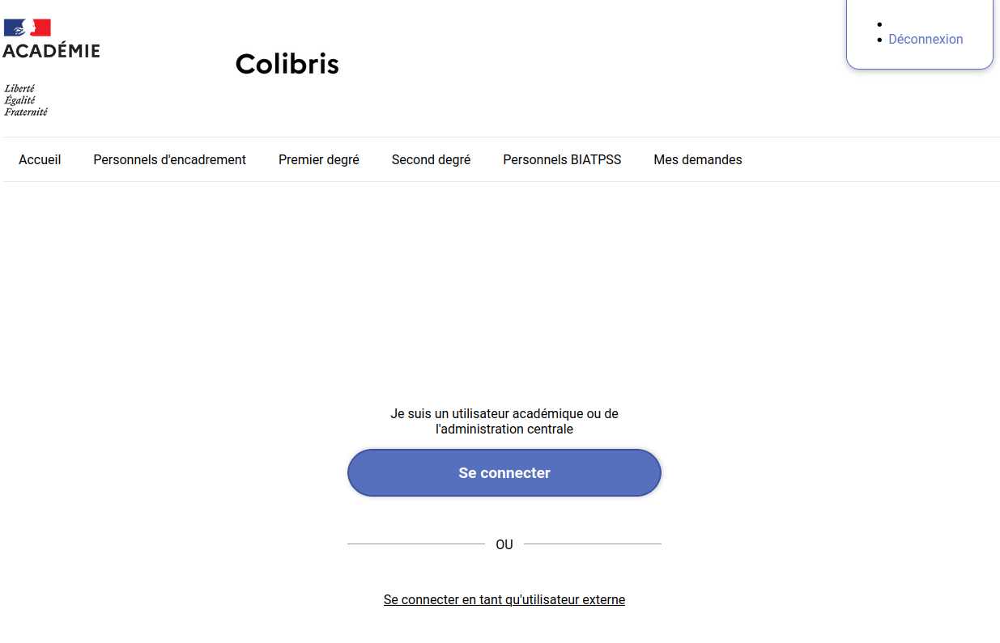 ACADÉMIE
Liberté
Égalité
Fraternité
Colibris
Déconnexion
Accueil Personnels d'encadrement Premier degré Second degré Personnels BIATPSS Mes demandes
Je suis un utilisateur académique ou de
l'administration centrale
Se connecter
OU
Se connecter en tant qu'utilisateur externe